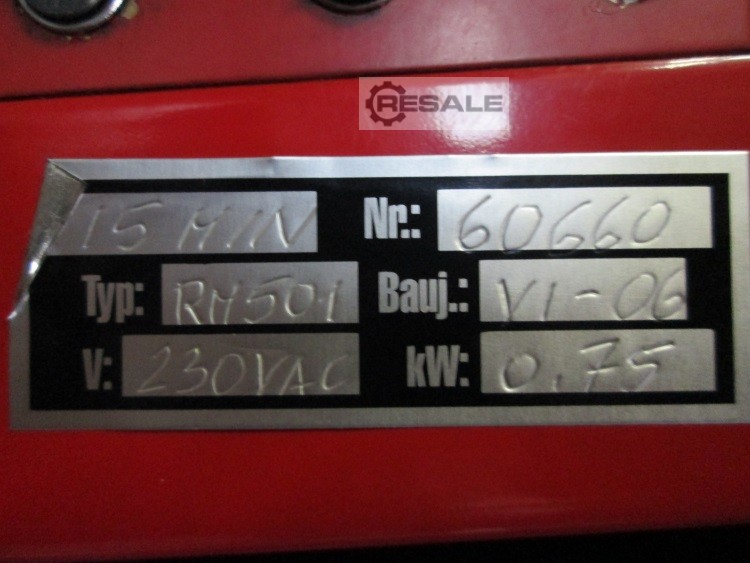 RESALE
15 MIN Nr.: 60660
Typ: RM501 Bauj.: VI-06
V: 230VAC kW: 0.75